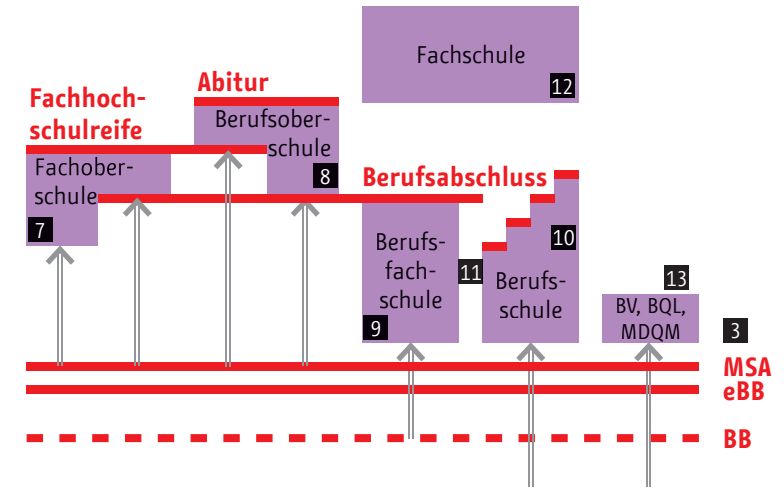 Fachschule
12
Abitur
Fachhoch-
schulreife
Berufsober-
schule
8
Fachober-
schule
7
Berufsabschluss
Berufs-
fach-
schule
9
11
10
Berufs-
schule
13
BV, BQL,
MDQM
3
MSA
eBB
BB